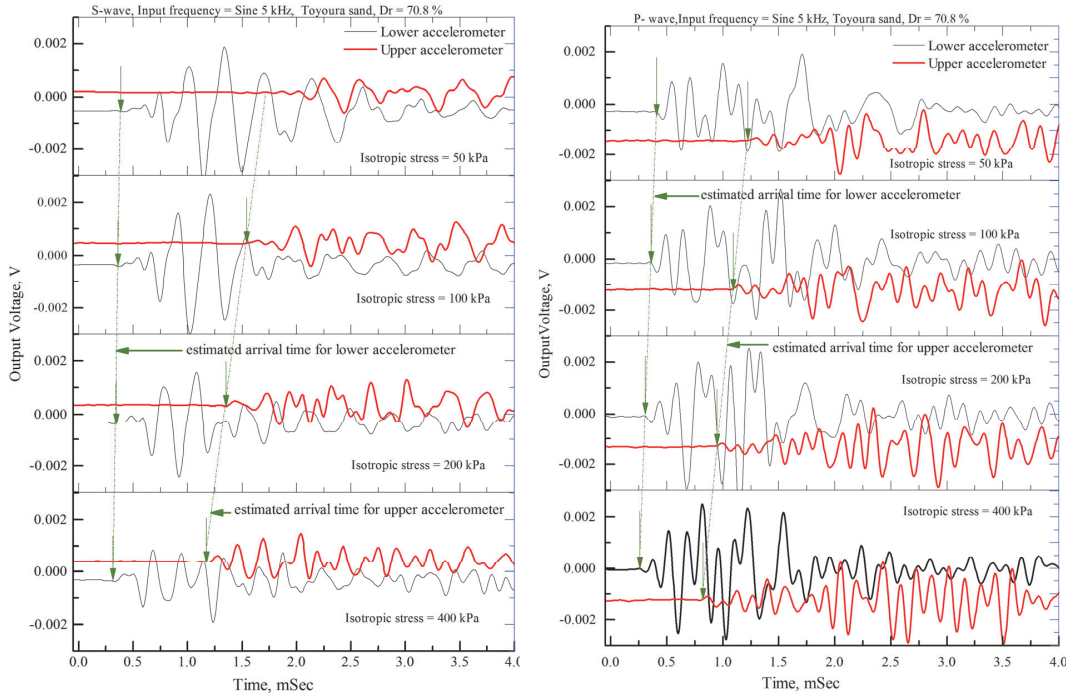 S-wave, Input frequency = Sine 5 kHz, Toyoura sand, Dr = 70.8 %
Lower accelerometer
Upper accelerometer
0.002
0.000
-0.002
Isotropic stress = 50 kPa
0.002
0.000
-0.002
Isotropic stress = 100 kPa
estimated arrival time for lower accelerometer
0.002
0.000
-0.002
Isotropic stress = 200 kPa
estimated arrival time for upper accelerometer
0.002
0.000
-0.002
Isotropic stress = 400 kPa
0.0 0.5 1.0 1.5 2.0 2.5 3.0 3.5 4.0
Time, mSec
Output Voltage, V
P- wave,Input frequency = Sine 5 kHz, Toyoura sand, Dr = 70.8 %
Lower accelerometer
Upper accelerometer
0.002
0.000
-0.002
Isotropic stress = 50 kPa
estimated arrival time for lower accelerometer
0.002
0.000
-0.002
Isotropic stress = 100 kPa
estimated arrival time for upper accelerometer
0.002
0.000
-0.002
Isotropic stress = 200 kPa
0.002
0.000
-0.002
Isotropic stress = 400 kPa
0.0 0.5 1.0 1.5 2.0 2.5 3.0 3.5 4.0
Time, mSec
OutputVoltage, V